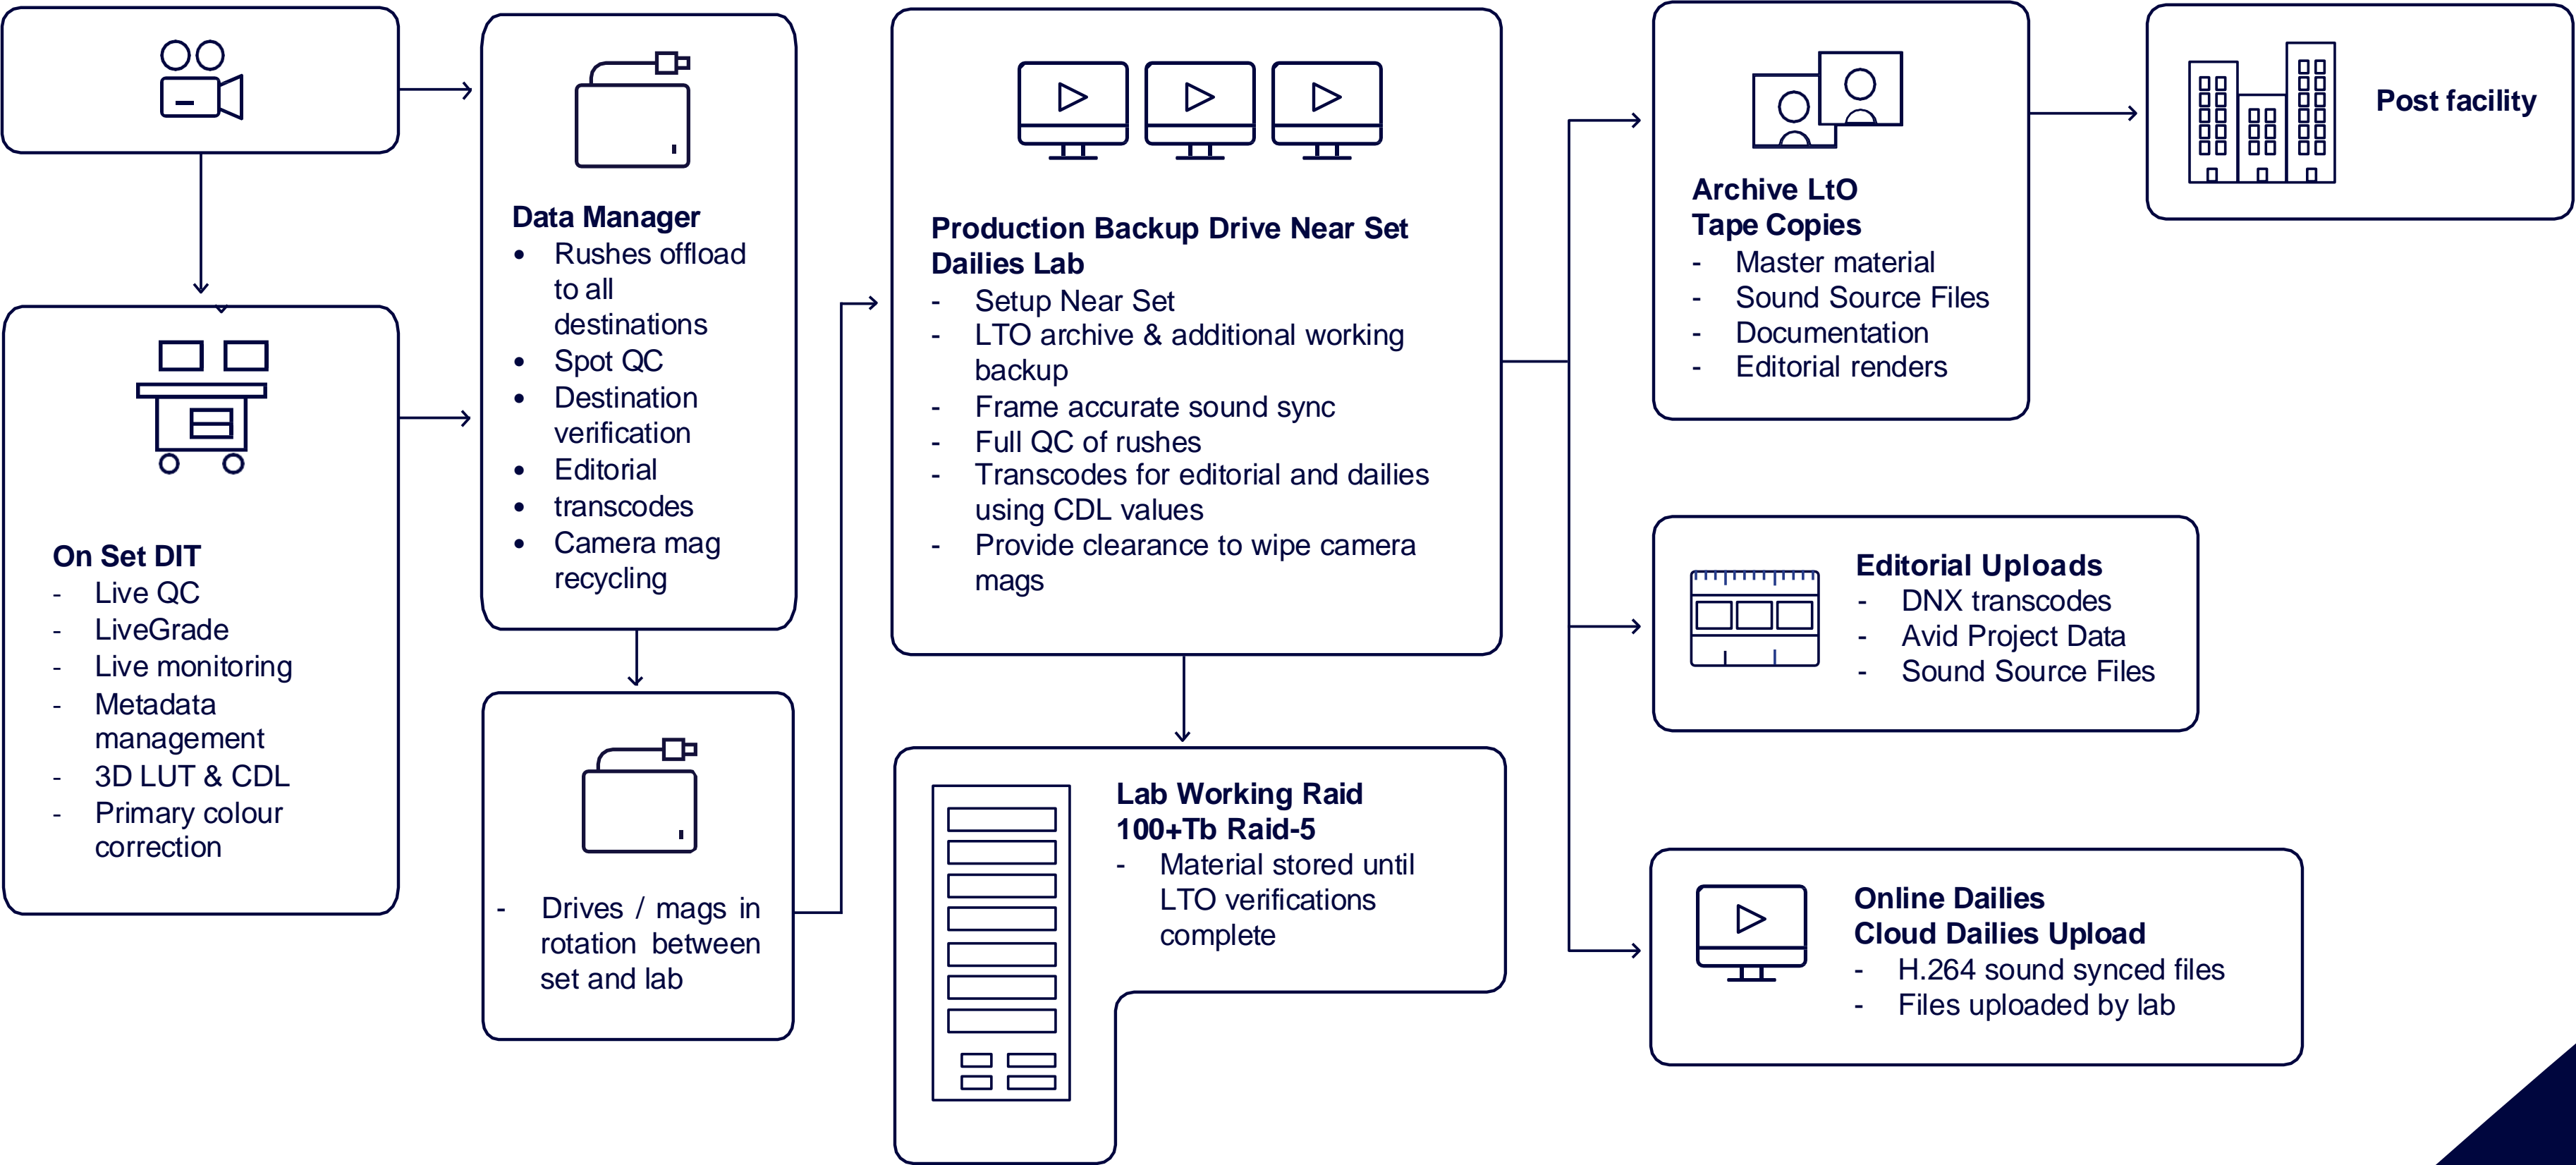 On Set DIT
- Live QC
- LiveGrade
- Live monitoring
- Metadata
management
- 3D LUT & CDL
- Primary colour
correction
Data Manager
• Rushes offload
to all
destinations
• Spot QC
• Destination
verification
• Editorial
• transcodes
• Camera mag
recycling
- Drives / mags in
rotation between
set and lab
Production Backup Drive Near Set
Dailies Lab
- Setup Near Set
- LTO archive & additional working
backup
- Frame accurate sound sync
- Full QC of rushes
- Transcodes for editorial and dailies
using CDL values
- Provide clearance to wipe camera
mags
Lab Working Raid
100+Tb Raid-5
- Material stored until
LTO verifications
complete
Archive LtO
Tape Copies
- Master material
- Sound Source Files
- Documentation
- Editorial renders
Post facility
Editorial Uploads
- DNX transcodes
- Avid Project Data
- Sound Source Files
Online Dailies
Cloud Dailies Upload
- H.264 sound synced files
- Files uploaded by lab